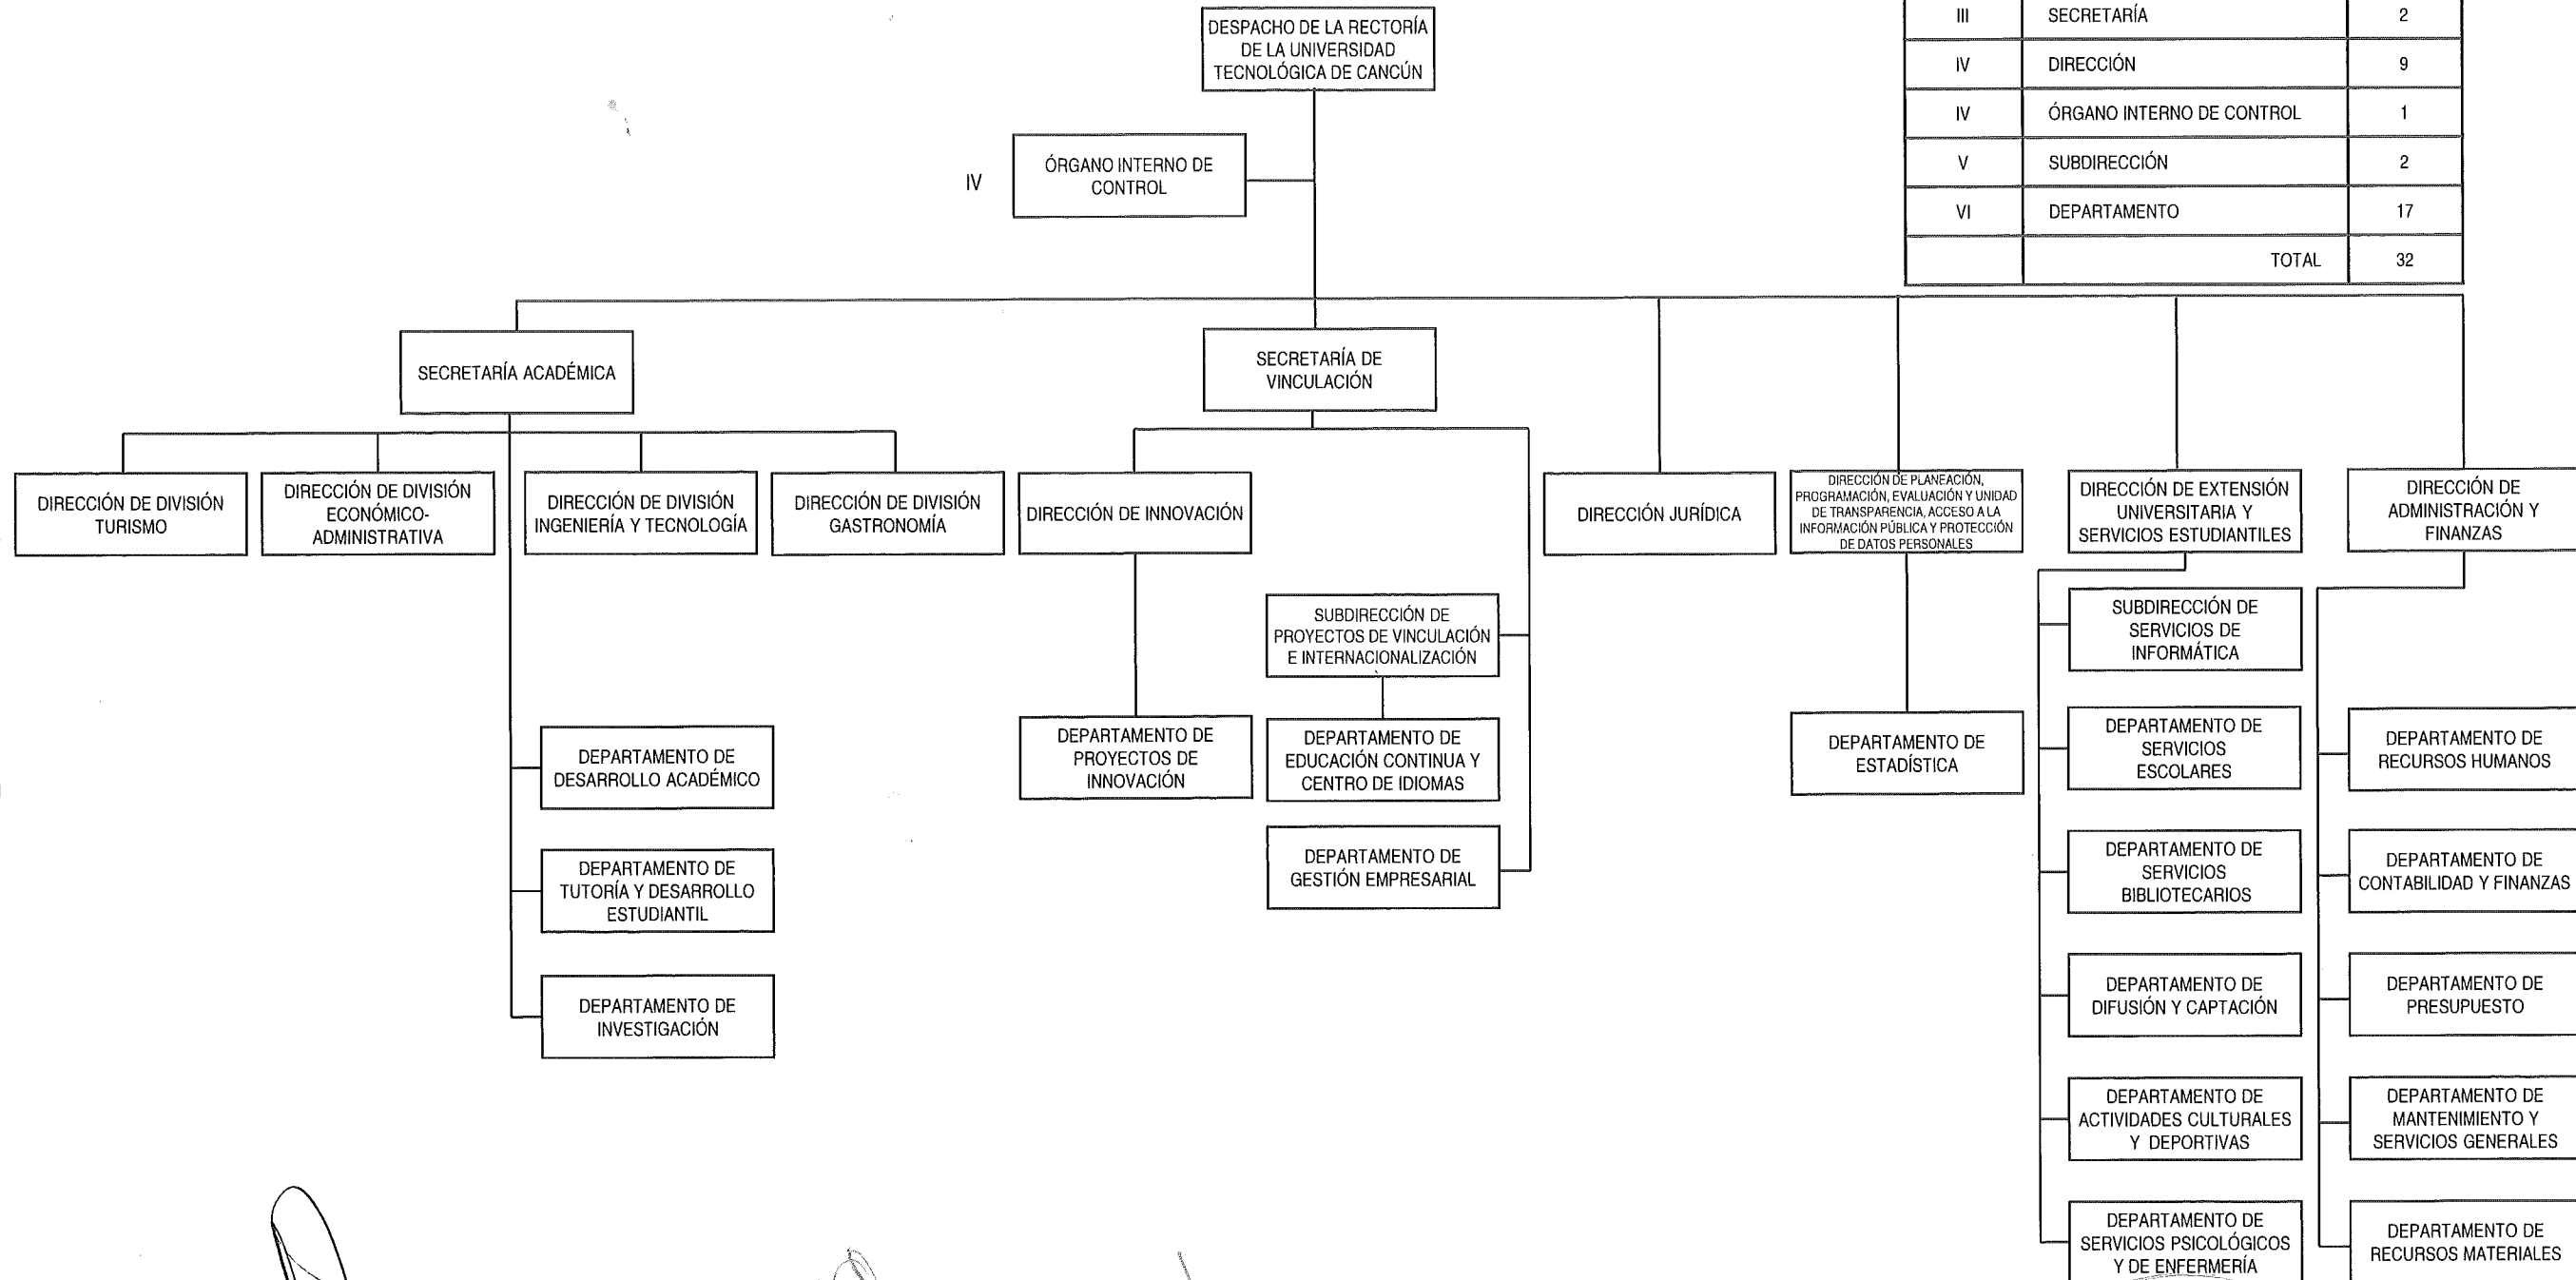 DESPACHO DE LA RECTORÍA
DE LA UNIVERSIDAD
TECNOLÓGICA DE CANCÚN
III SECRETARÍA 2
IV DIRECCIÓN 9
IV ÓRGANO INTERNO DE CONTROL 1
V SUBDIRECCIÓN 2
VI DEPARTAMENTO 17
TOTAL 32
IV
ÓRGANO INTERNO DE
CONTROL
SECRETARÍA ACADÉMICA
SECRETARÍA DE
VINCULACIÓN
DIRECCIÓN DE DIVISIÓN
TURISMO
DIRECCIÓN DE DIVISIÓN
ECONÓMICO-
ADMINISTRATIVA
DIRECCIÓN DE DIVISIÓN
INGENIERÍA Y TECNOLOGÍA
DIRECCIÓN DE DIVISIÓN
GASTRONOMÍA
DIRECCIÓN DE INNOVACIÓN
DIRECCIÓN JURÍDICA
DIRECCIÓN DE PLANEACIÓN,
PROGRAMACIÓN, EVALUACIÓN Y UNIDAD
DE TRANSPARENCIA, ACCESO A LA
INFORMACIÓN PÚBLICA Y PROTECCIÓN
DE DATOS PERSONALES
DIRECCIÓN DE EXTENSIÓN
UNIVERSITARIA Y
SERVICIOS ESTUDIANTILES
DIRECCIÓN DE
ADMINISTRACIÓN Y
FINANZAS
SUBDIRECCIÓN DE
PROYECTOS DE VINCULACIÓN
E INTERNACIONALIZACIÓN
SUBDIRECCIÓN DE
SERVICIOS DE
INFORMÁTICA
DEPARTAMENTO DE
DESARROLLO ACADÉMICO
DEPARTAMENTO DE
PROYECTOS DE
INNOVACIÓN
DEPARTAMENTO DE
EDUCACIÓN CONTINUA Y
CENTRO DE IDIOMAS
DEPARTAMENTO DE
ESTADÍSTICA
DEPARTAMENTO DE
SERVICIOS
ESCOLARES
DEPARTAMENTO DE
RECURSOS HUMANOS
DEPARTAMENTO DE
TUTORÍA Y DESARROLLO
ESTUDIANTIL
DEPARTAMENTO DE
GESTIÓN EMPRESARIAL
DEPARTAMENTO DE
SERVICIOS
BIBLIOTECARIOS
DEPARTAMENTO DE
CONTABILIDAD Y FINANZAS
DEPARTAMENTO DE
INVESTIGACIÓN
DEPARTAMENTO DE
DIFUSIÓN Y CAPTACIÓN
DEPARTAMENTO DE
PRESUPUESTO
DEPARTAMENTO DE
ACTIVIDADES CULTURALES
Y DEPORTIVAS
DEPARTAMENTO DE
MANTENIMIENTO Y
SERVICIOS GENERALES
DEPARTAMENTO DE
SERVICIOS PSICOLÓGICOS
Y DE ENFERMERÍA
DEPARTAMENTO DE
RECURSOS MATERIALES